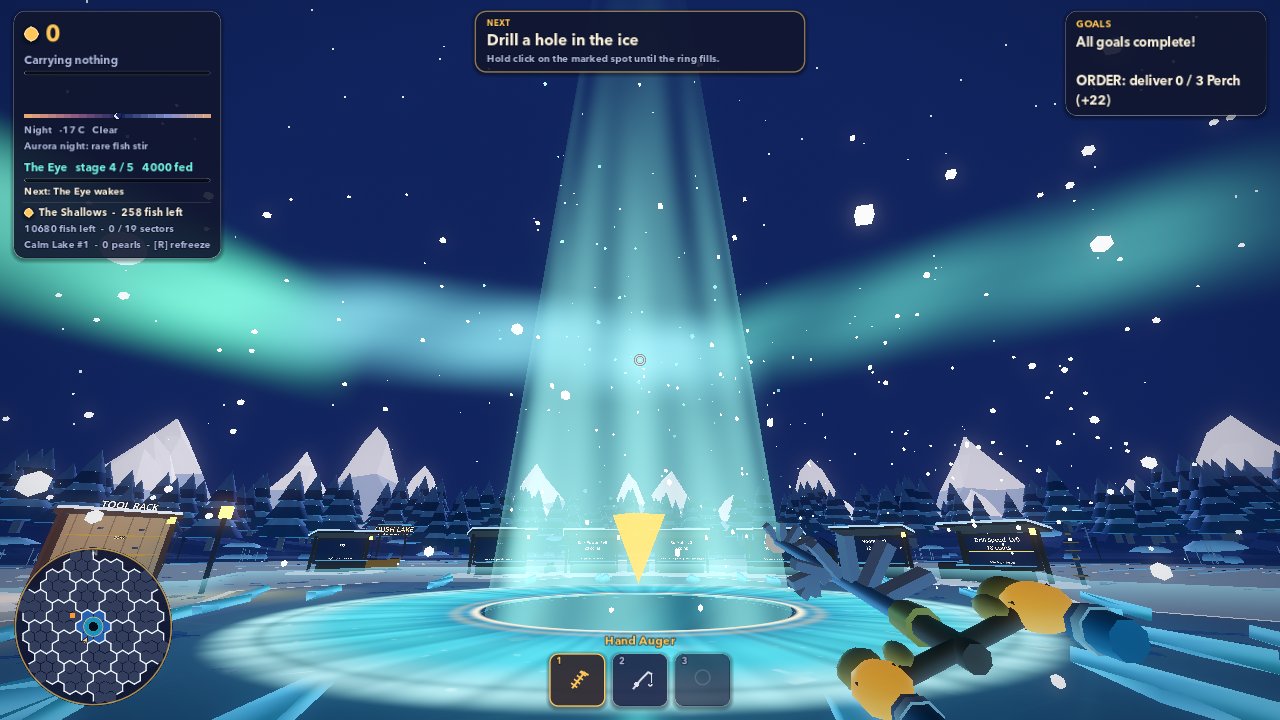 0
Carrying nothing
Night -17 C Clear
Aurora night: rare fish stir
The Eye stage 4 / 5 4000 fed
Next: The Eye wakes
The Shallows - 258 fish left
10680 fish left - 0 / 19 sectors
Calm Lake #1 - 0 pearls - [R] refreeze
NEXT
Drill a hole in the ice
Hold click on the marked spot until the ring fills.
GOALS
All goals complete!
ORDER: deliver 0 / 3 Perch
(+22)
TOOL RACK
Hand Auger
1
2
3